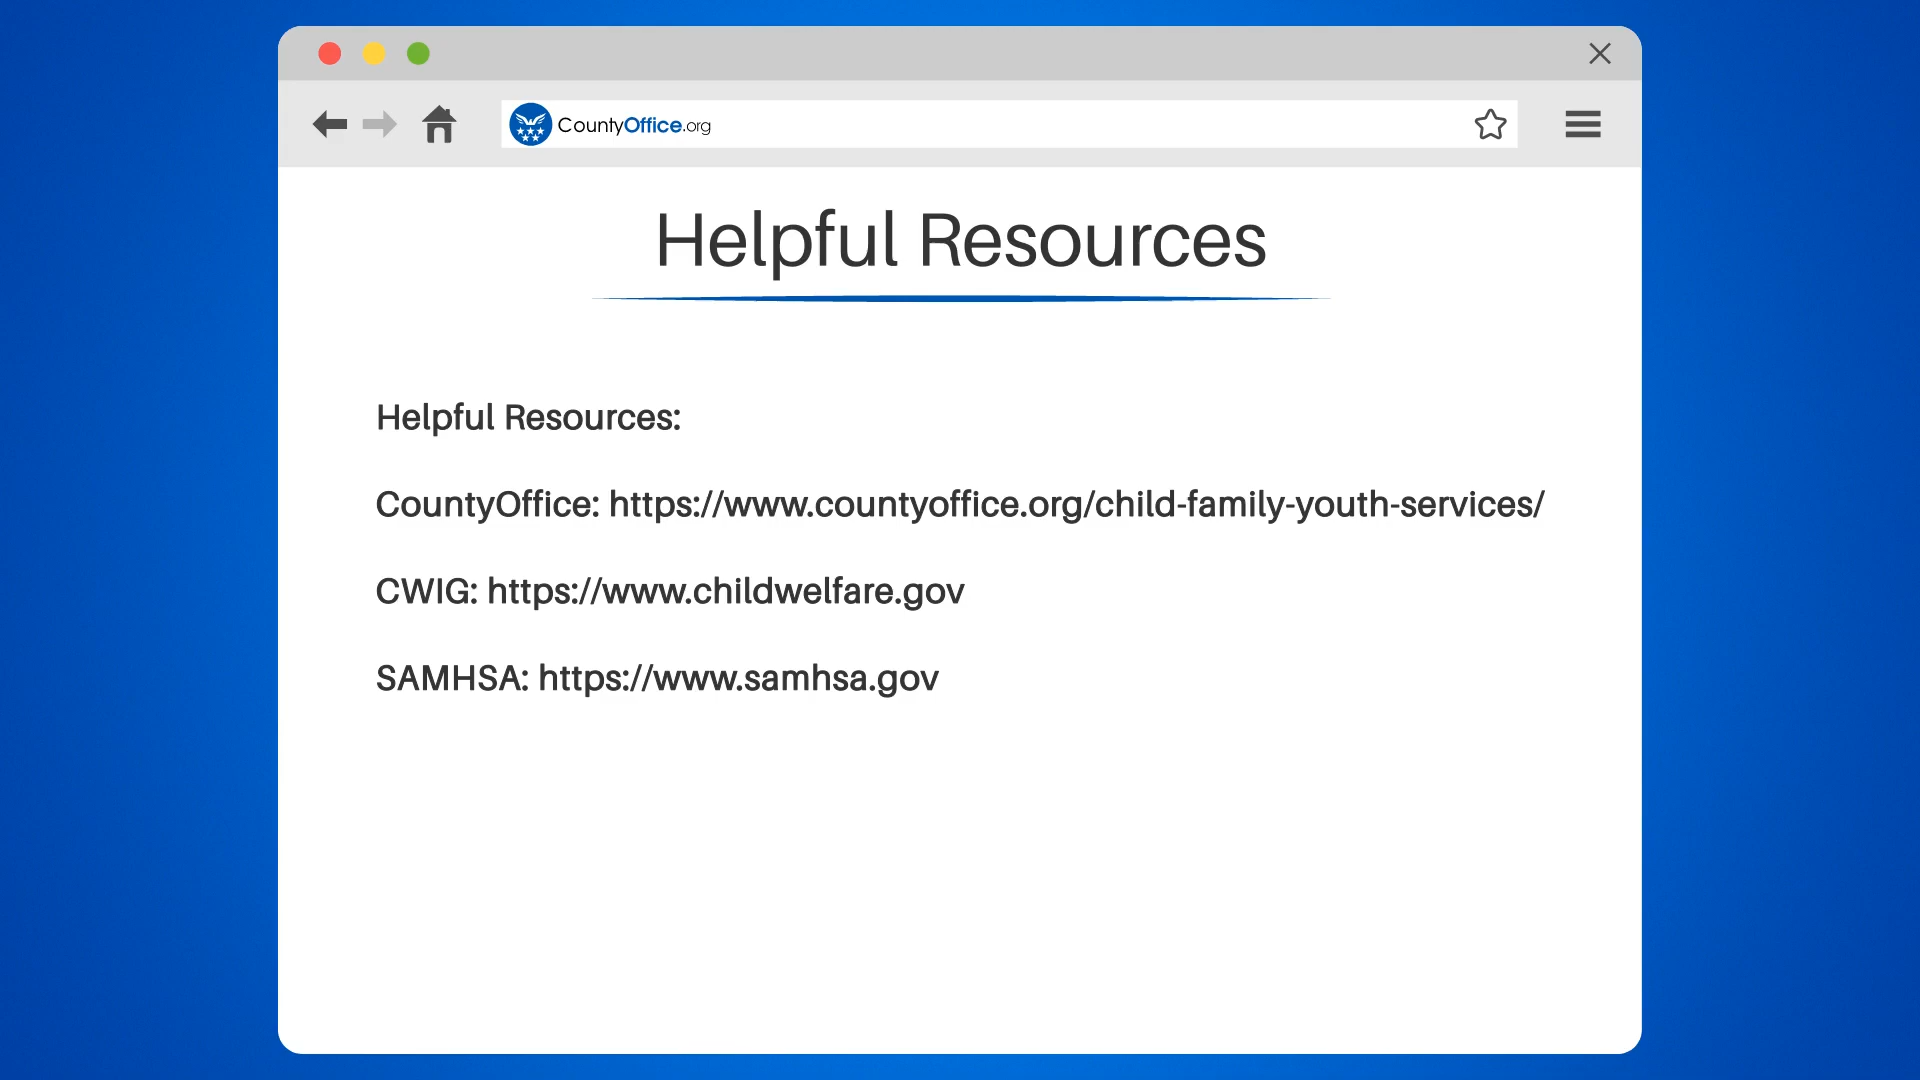 CountyOffice.org
Helpful Resources
Helpful Resources:
CountyOffice: https://www.countyoffice.org/child-family-youth-services/
CWIG: https://www.childwelfare.gov
SAMHSA: https://www.samhsa.gov